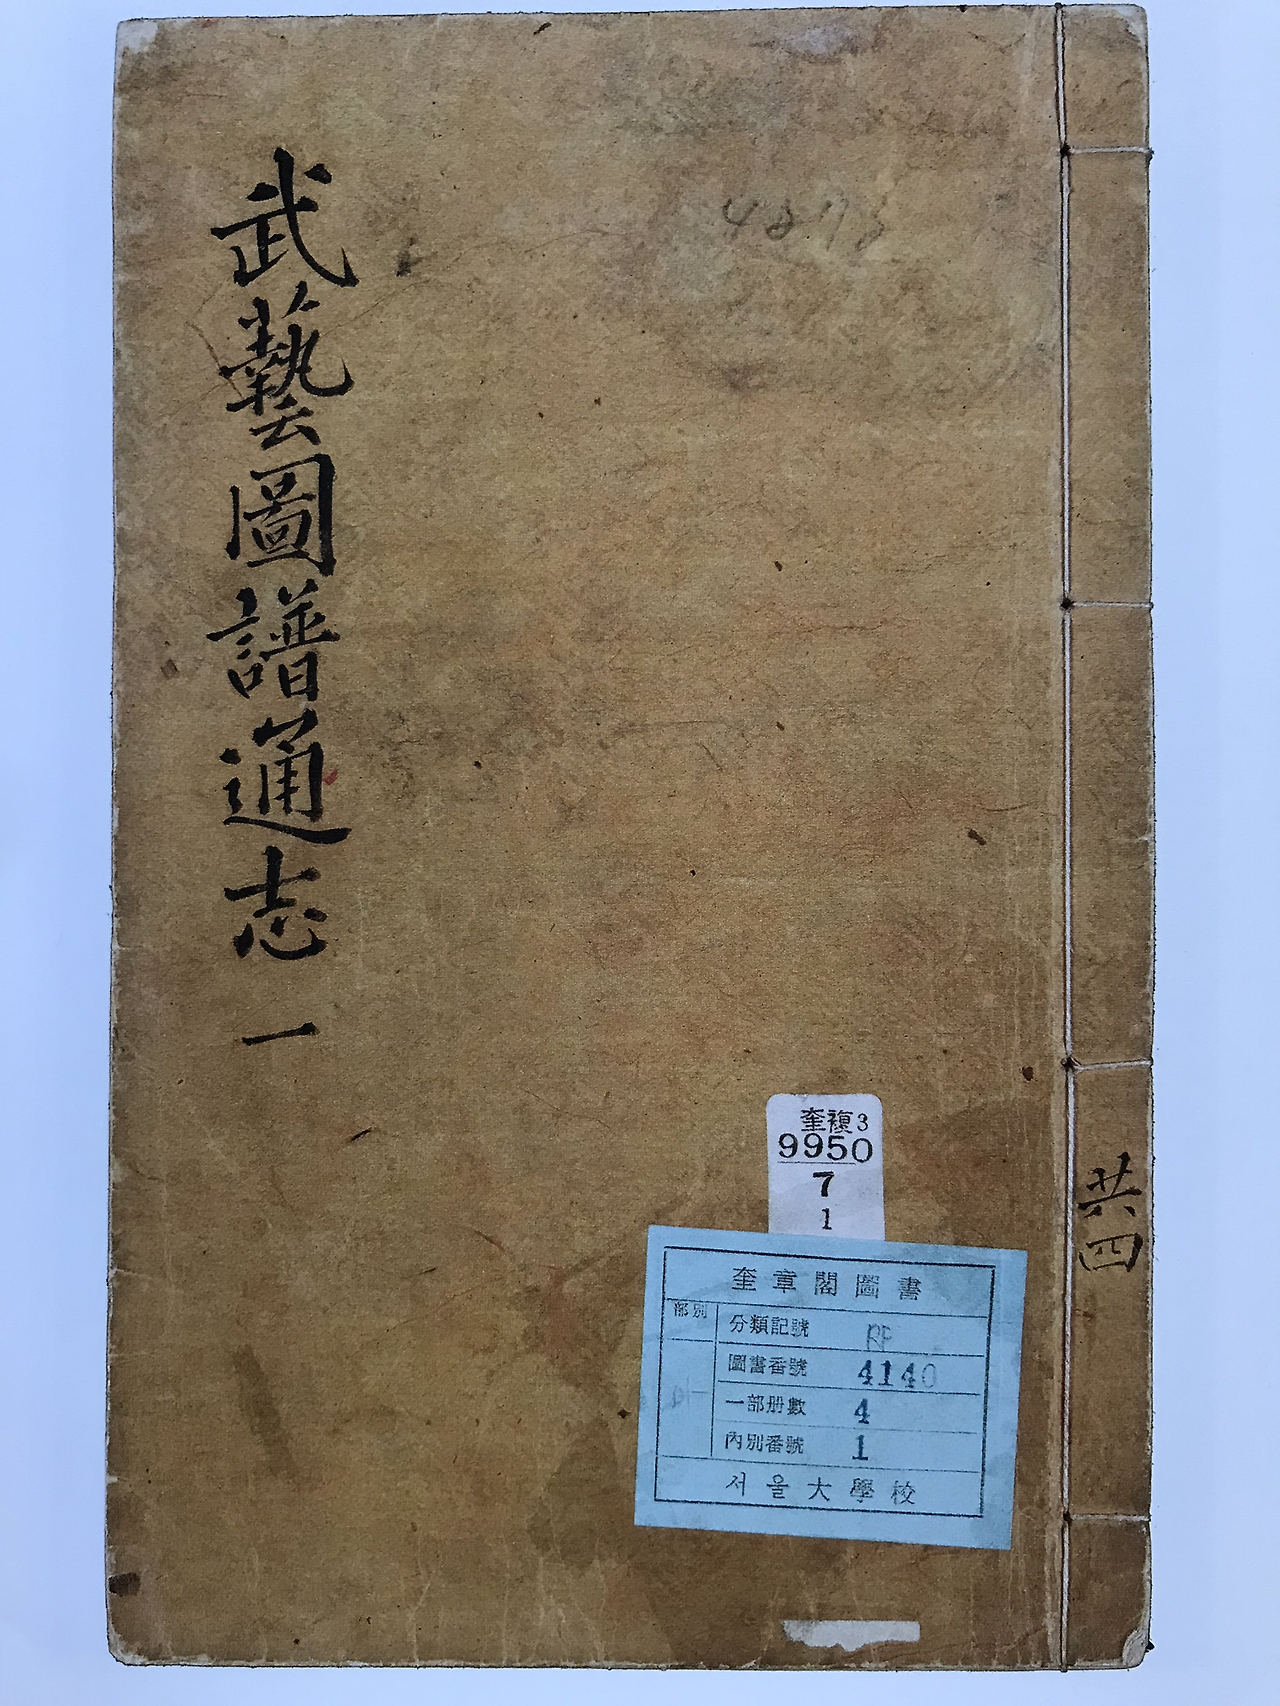 武藝圖譜通志 一
共四
奎複3
9950
7
1
奎章閣圖書
部別
分類記號
圖書番號 4140
一部册數 4
內別番號 1
서울大學校